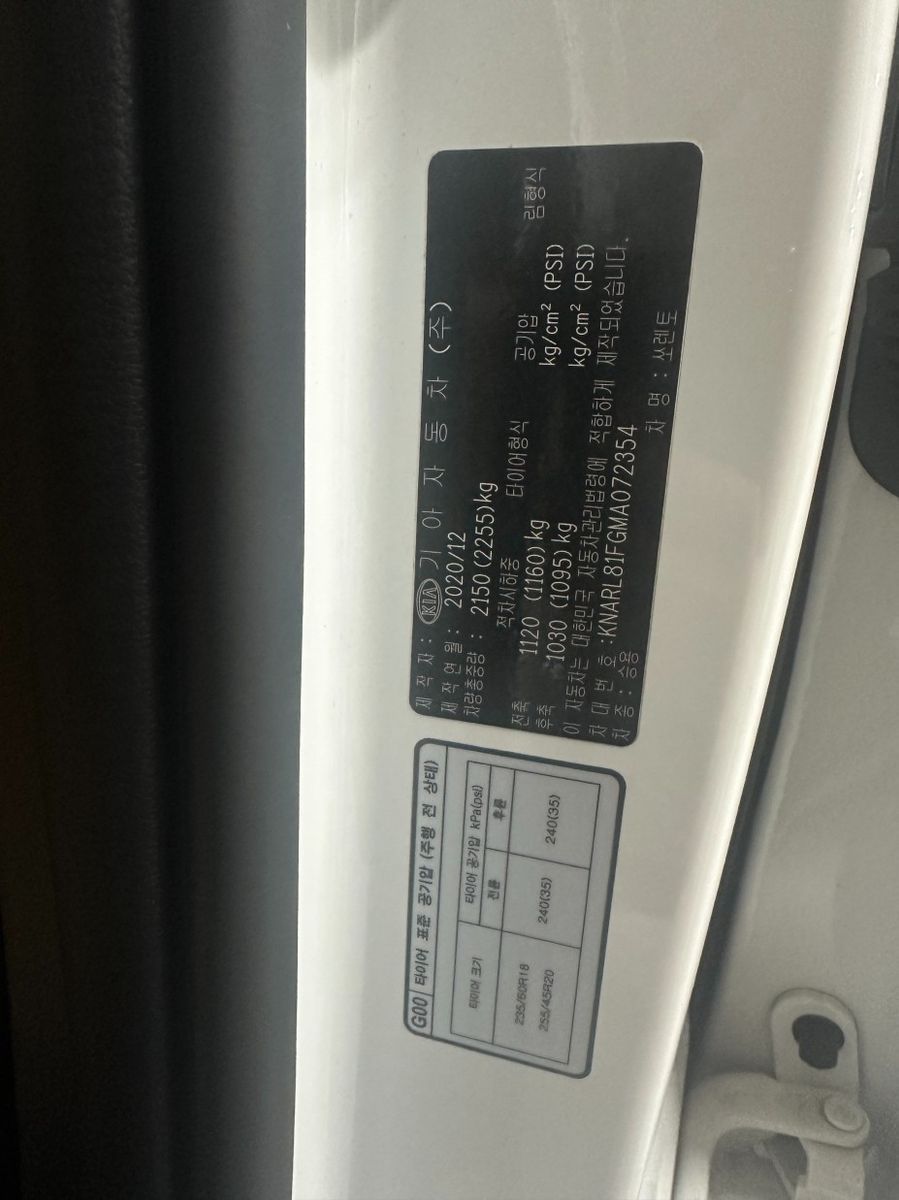 제 작 자 : KIA 기 아 자 동 차 (주)
제 작 연 월 : 2020/12
차량총중량 : 2150 (2255)kg
적차시하중 타이어형식 공기압 림형식
전축 1120 (1160) kg kg/cm² (PSI)
후축 1030 (1095) kg kg/cm² (PSI)
이 자동차는 대한민국 자동차관리법령에 적합하게 제작되었습니다.
차 대 번 호 :KNARL81FGMA072354
차 종 : 승용 차 명 : 쏘렌토
G00 타이어 표준 공기압 (주행 전 상태)
타이어 크기 타이어 공기압 kPa(psi)
전륜 후륜
235/60R18
240(35) 240(35)
255/45R20